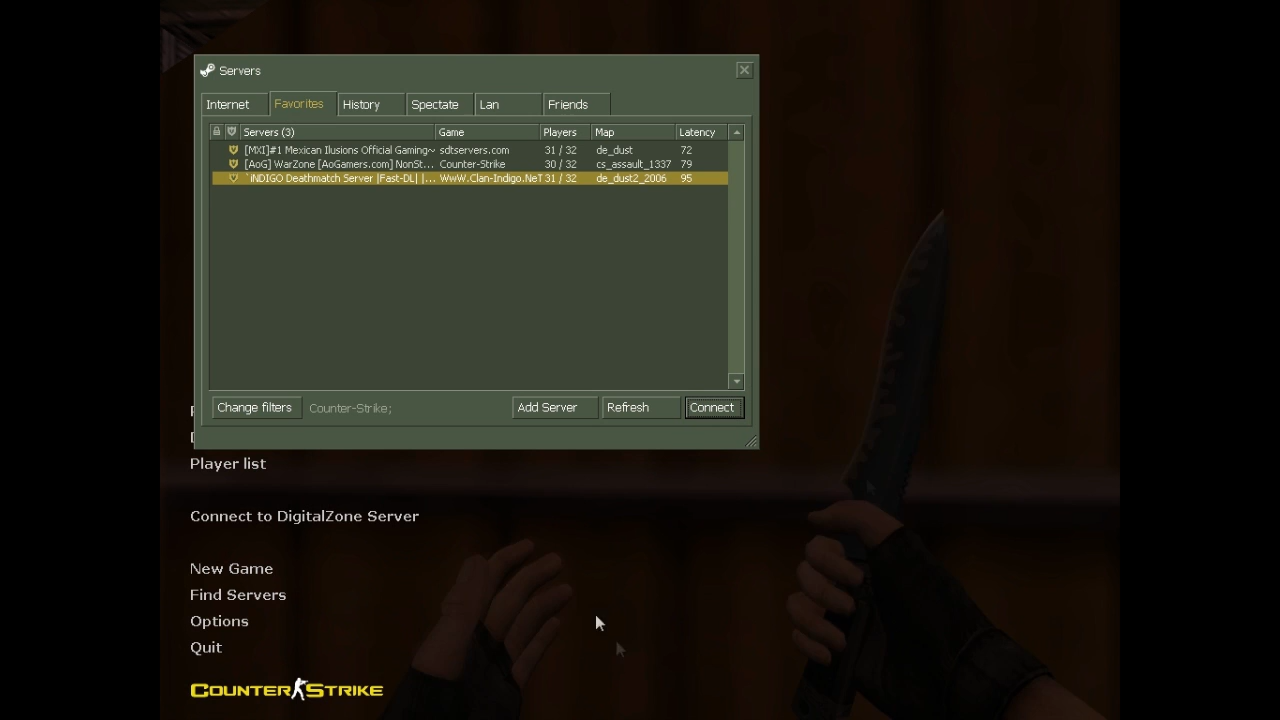 Servers
Internet Favorites History Spectate Lan Friends
Servers (3) Game Players Map Latency
[MXI]#1 Mexican Ilusions Official Gaming~ sdtservers.com 31 / 32 de_dust 72
[AoG] WarZone [AoGamers.com] NonSt... Counter-Strike 30 / 32 cs_assault_1337 79
`iNDIGO Deathmatch Server |Fast-DL| |... WwW.Clan-Indigo.NeT 31 / 32 de_dust2_2006 95
Change filters Counter-Strike; Add Server Refresh Connect
Player list
Connect to DigitalZone Server
New Game
Find Servers
Options
Quit
COUNTER STRIKE